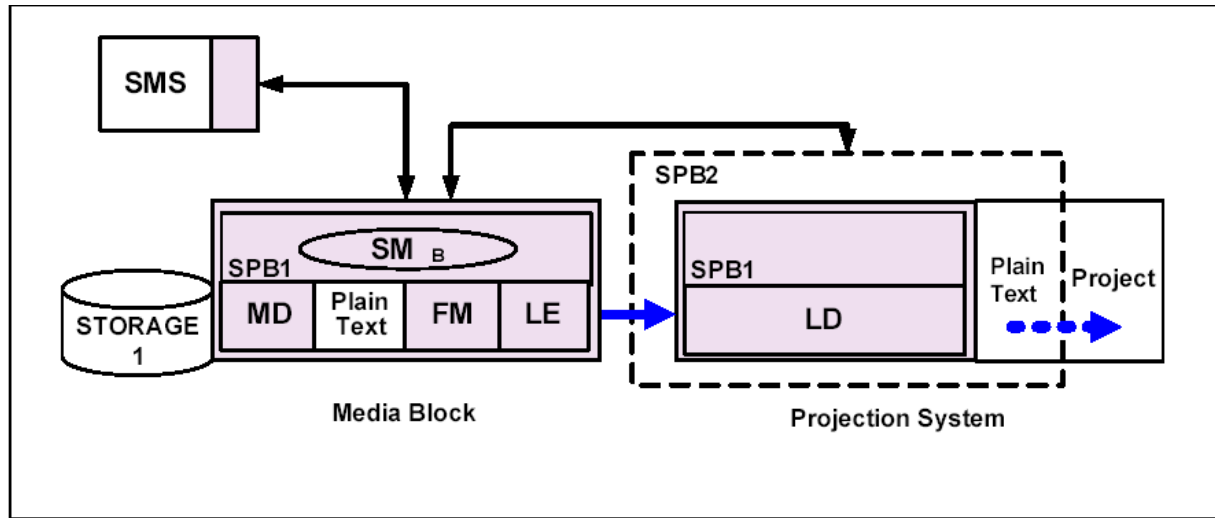 SMS
SPB2
SM B
SPB1
MD
Plain
Text
FM
LE
STORAGE
1
SPB1
LD
Plain
Text
Project
Media Block
Projection System